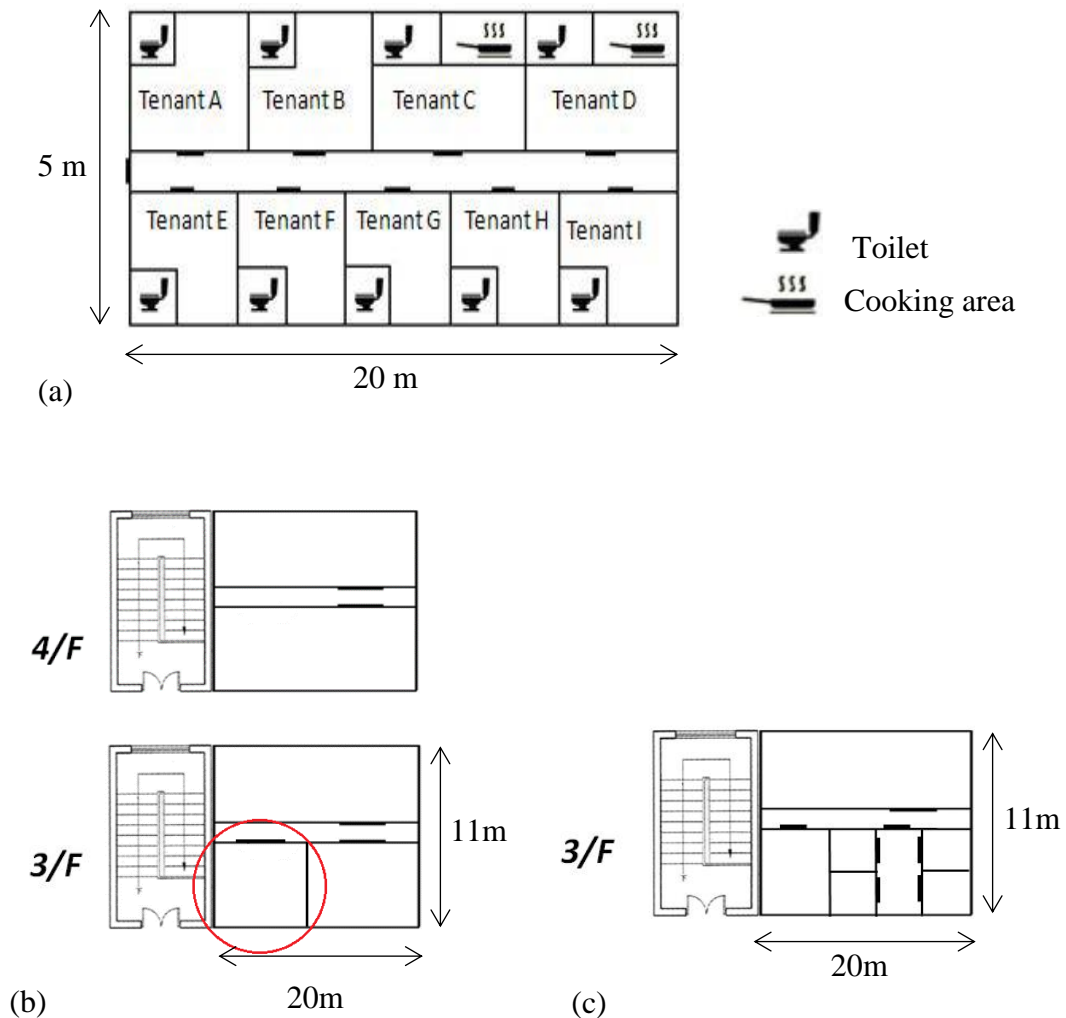 Tenant A
Tenant B
Tenant C
Tenant D
5 m
Tenant E
Tenant F
Tenant G
Tenant H
Tenant I
Toilet
Cooking area
20 m
(a)
4/F
3/F
11m
3/F
11m
20m
20m
(b)
(c)